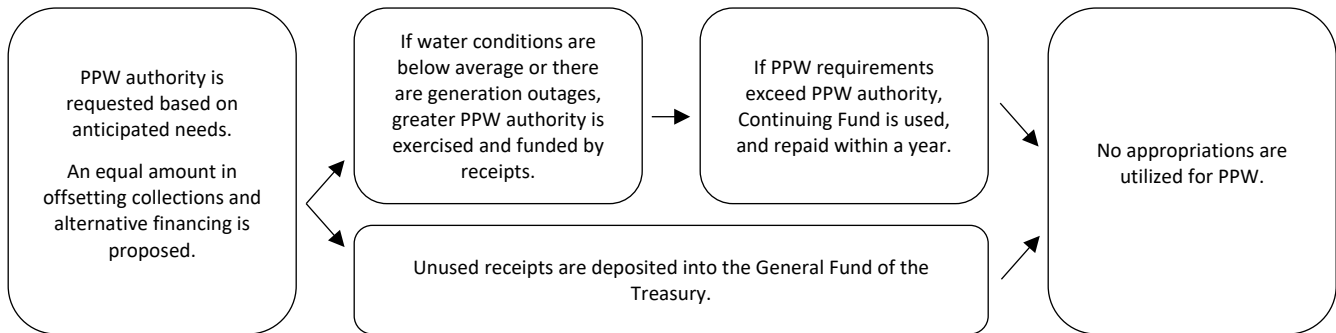 PPW authority is
requested based on
anticipated needs.
An equal amount in
offsetting collections and
alternative financing is
proposed.
If water conditions are
below average or there
are generation outages,
greater PPW authority is
exercised and funded by
receipts.
If PPW requirements
exceed PPW authority,
Continuing Fund is used,
and repaid within a year.
Unused receipts are deposited into the General Fund of the
Treasury.
No appropriations are
utilized for PPW.